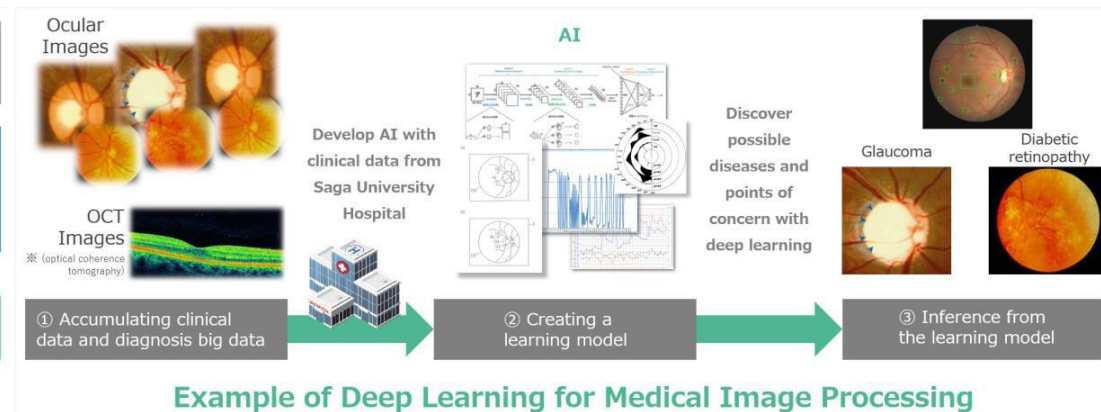 Ocular
Images
OCT
Images
※ (optical coherence
tomography)
① Accumulating clinical
data and diagnosis big data
Develop AI with
clinical data from
Saga University
Hospital
AI
② Creating a
learning model
Discover
possible
diseases and
points of
concern with
deep learning
Glaucoma
Diabetic
retinopathy
③ Inference from
the learning model
Example of Deep Learning for Medical Image Processing